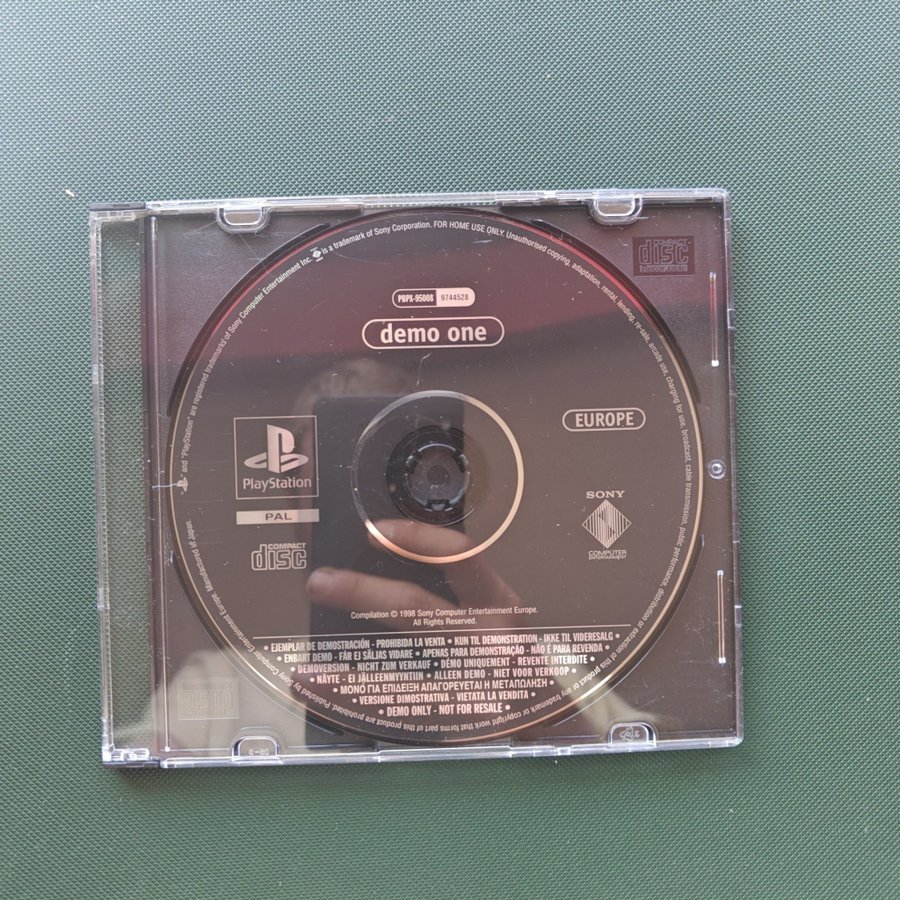 and "PlayStation" are registered trademarks of Sony Computer Entertainment Inc. is a trademark of Sony Corporation. FOR HOME USE ONLY. Unauthorised copying, adaptation, rental, lending, re-sale, arcade use, charging for use, broadcast, cable transmission, public performance, distribution or extraction of this product or any trademark or copyright work that forms part of this product are prohibited. Published by Sony Computer Entertainment Europe. Manufactured in Japan.
COMPACT
disc
PBPX-95008 9744528
demo one
EUROPE
PlayStation
PAL
SONY
COMPUTER
ENTERTAINMENT
COMPACT
disc
Compilation © 1998 Sony Computer Entertainment Europe.
All Rights Reserved.
• EJEMPLAR DE DEMOSTRACIÓN - PROHIBIDA LA VENTA • KUN TIL DEMONSTRATION - IKKE TIL VIDERESALG
• ENBART DEMO - FÅR EJ SÄLJAS VIDARE • APENAS PARA DEMONSTRAÇÃO - NÃO É PARA REVENDA •
• DEMOVERSION - NICHT ZUM VERKAUF • DEMO UNIQUEMENT - REVENTE INTERDITE •
• NÄYTE - EI JÄLLEENMYYNTIIN • ALLEEN DEMO - NIET VOOR VERKOOP •
• ΜΟΝΟ ΓΙΑ ΕΠΙΔΕΙΞΗ ΑΠΑΓΟΡΕΥΕΤΑΙ Η ΜΕΤΑΠΩΛΗΣΗ •
• VERSIONE DIMOSTRATIVA - VIETATA LA VENDITA •
• DEMO ONLY - NOT FOR RESALE •